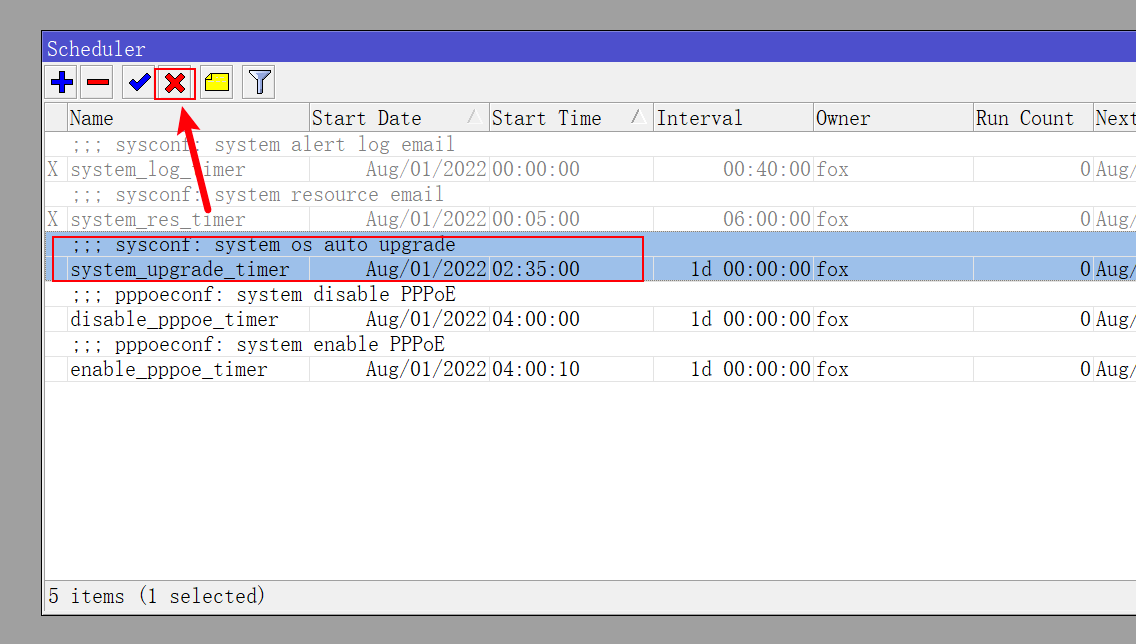 Scheduler
Name Start Date Start Time Interval Owner Run Count Next
;;; sysconf: system alert log email
X system_log_timer Aug/01/2022 00:00:00 00:40:00 fox 0 Aug/
;;; sysconf: system resource email
X system_res_timer Aug/01/2022 00:05:00 06:00:00 fox 0 Aug/
;;; sysconf: system os auto upgrade
system_upgrade_timer Aug/01/2022 02:35:00 1d 00:00:00 fox 0 Aug/
;;; pppoeconf: system disable PPPoE
disable_pppoe_timer Aug/01/2022 04:00:00 1d 00:00:00 fox 0 Aug/
;;; pppoeconf: system enable PPPoE
enable_pppoe_timer Aug/01/2022 04:00:10 1d 00:00:00 fox 0 Aug/
5 items (1 selected)